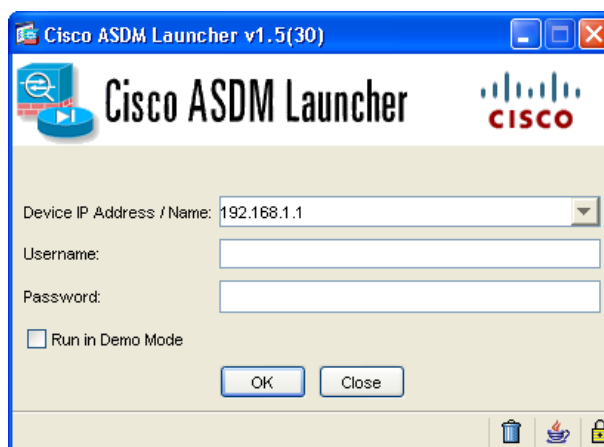 Cisco ASDM Launcher v1.5(30)
Cisco ASDM Launcher
CISCO
Device IP Address / Name: 192.168.1.1
Username:
Password:
Run in Demo Mode
OK Close